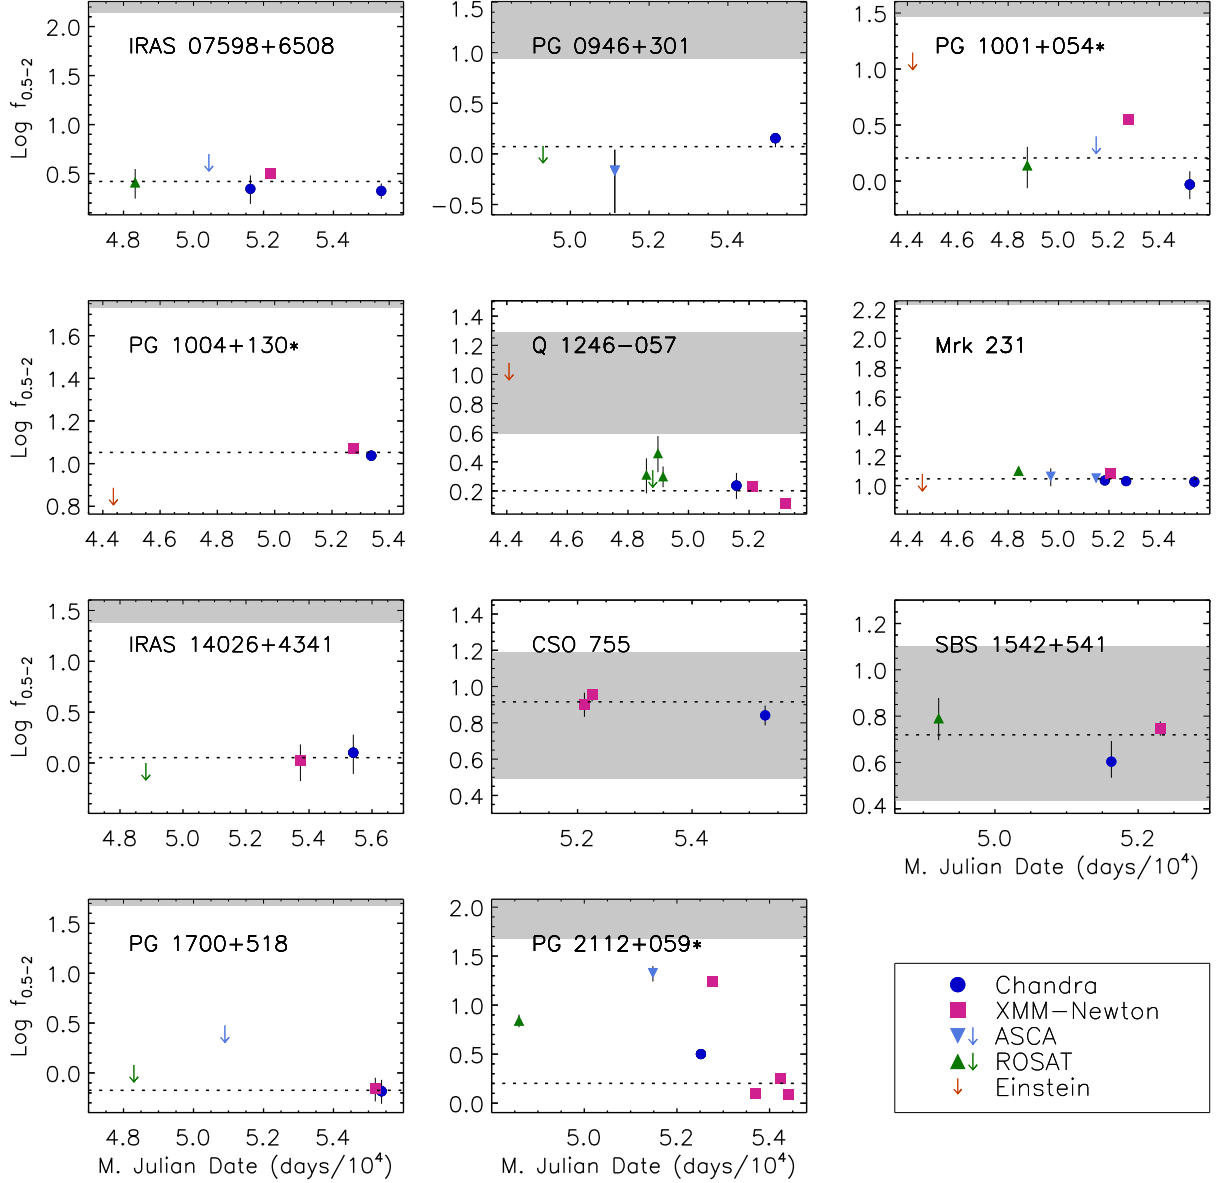 IRAS 07598+6508
Log f0.5−2
2.0
1.5
1.0
0.5
4.8 5.0 5.2 5.4
PG 0946+301
1.5
1.0
0.5
0.0
−0.5
5.0 5.2 5.4
PG 1001+054*
1.5
1.0
0.5
0.0
4.4 4.6 4.8 5.0 5.2 5.4
PG 1004+130*
Log f0.5−2
1.6
1.4
1.2
1.0
0.8
4.4 4.6 4.8 5.0 5.2 5.4
Q 1246−057
1.4
1.2
1.0
0.8
0.6
0.4
0.2
4.4 4.6 4.8 5.0 5.2
Mrk 231
2.2
2.0
1.8
1.6
1.4
1.2
1.0
4.4 4.6 4.8 5.0 5.2 5.4
IRAS 14026+4341
Log f0.5−2
1.5
1.0
0.5
0.0
4.8 5.0 5.2 5.4 5.6
CSO 755
1.4
1.2
1.0
0.8
0.6
0.4
5.2 5.4
SBS 1542+541
1.2
1.0
0.8
0.6
0.4
5.0 5.2
M. Julian Date (days/10⁴)
PG 1700+518
Log f0.5−2
1.5
1.0
0.5
0.0
4.8 5.0 5.2 5.4
M. Julian Date (days/10⁴)
PG 2112+059*
2.0
1.5
1.0
0.5
0.0
5.0 5.2 5.4
M. Julian Date (days/10⁴)
Chandra
XMM−Newton
ASCA
ROSAT
Einstein